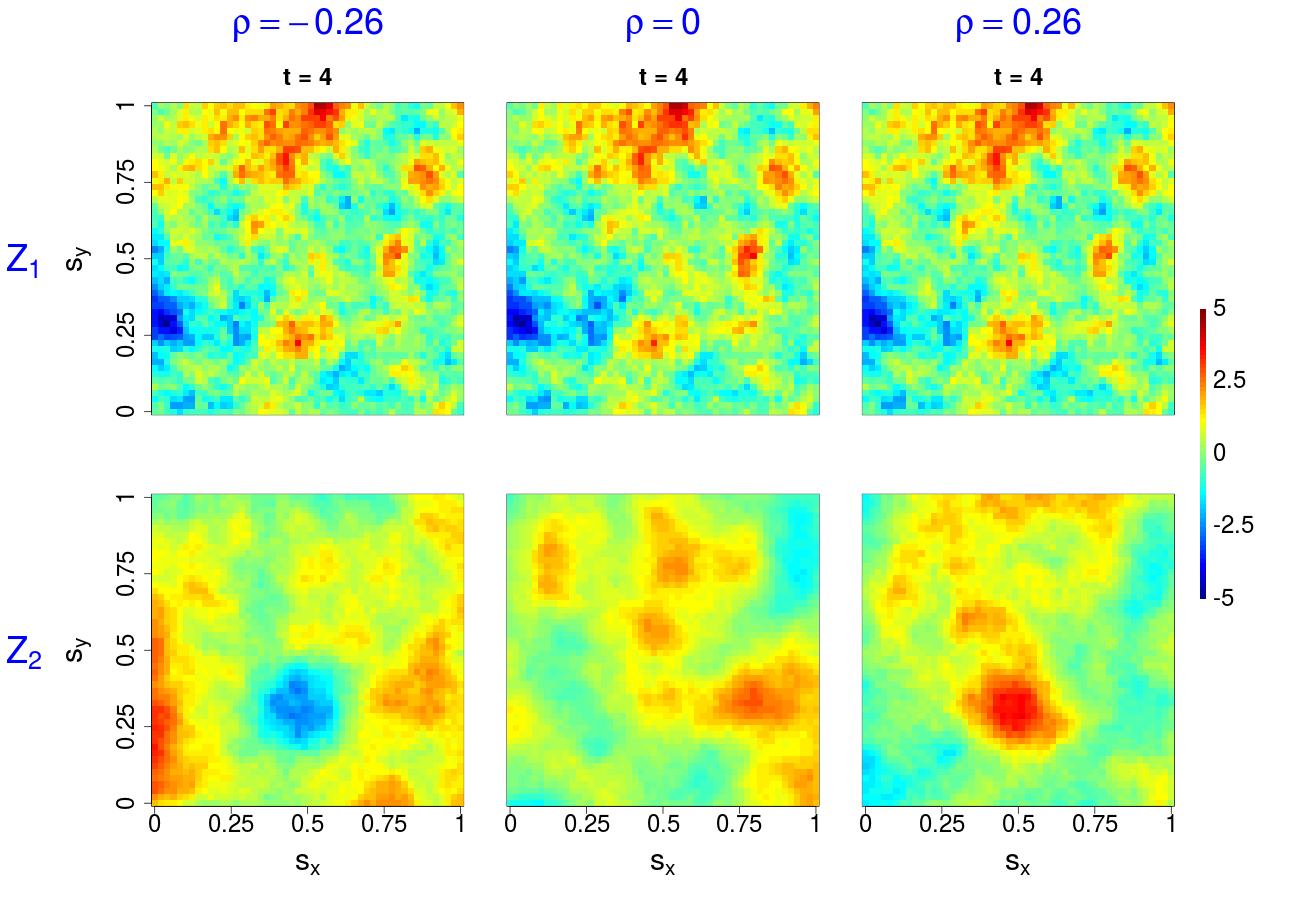 ρ = −0.26 ρ = 0 ρ = 0.26
t = 4 t = 4 t = 4
Z1
sy
1
0.75
0.5
0.25
0
5
2.5
0
-2.5
-5
Z2
sy
1
0.75
0.5
0.25
0
0 0.25 0.5 0.75 1 0 0.25 0.5 0.75 1 0 0.25 0.5 0.75 1
sx sx sx